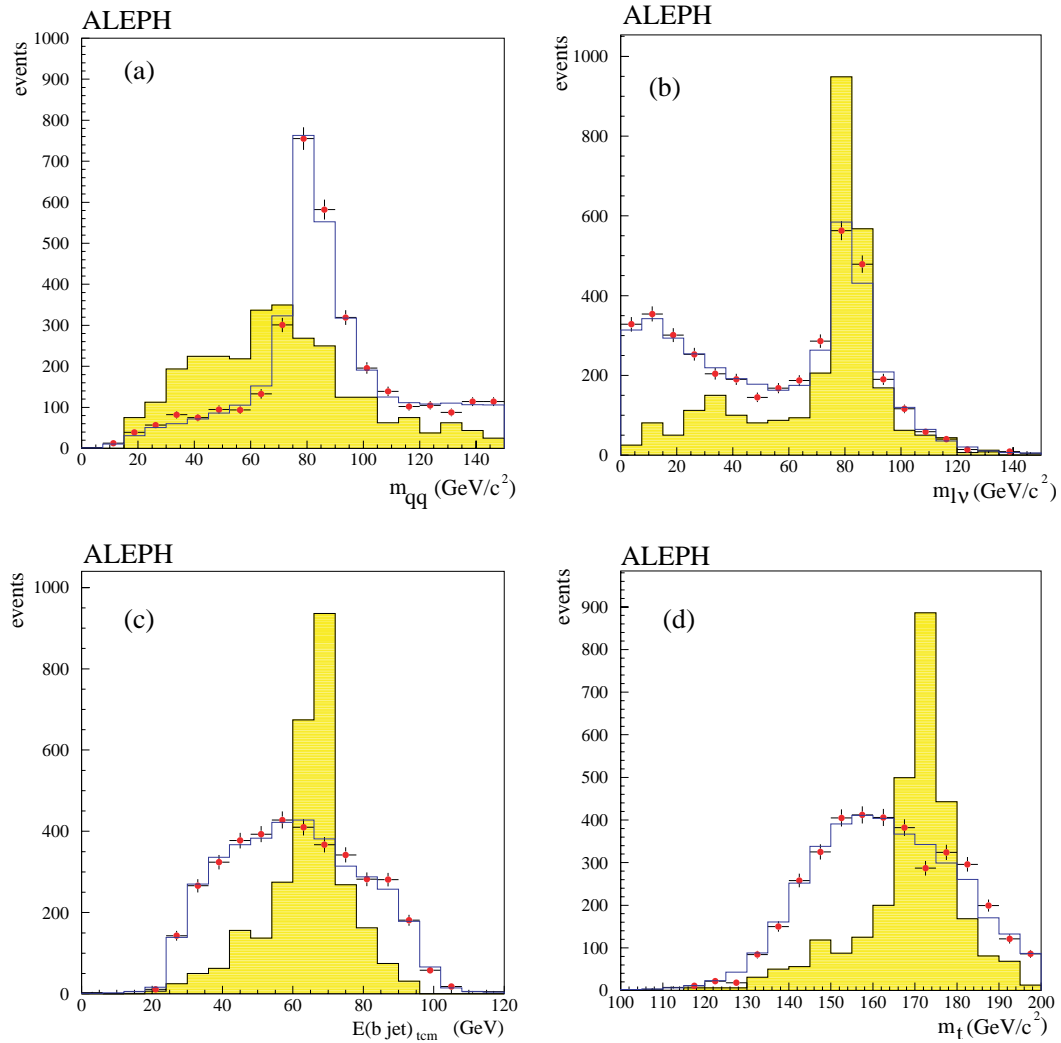 ALEPH
events
(a)
1000
900
800
700
600
500
400
300
200
100
0
0 20 40 60 80 100 120 140
m_qq (GeV/c^2)
ALEPH
events
(b)
1000
800
600
400
200
0
0 20 40 60 80 100 120 140
m_lν (GeV/c^2)
ALEPH
events
(c)
1000
800
600
400
200
0
0 20 40 60 80 100 120
E(b jet)_tcm (GeV)
ALEPH
events
(d)
900
800
700
600
500
400
300
200
100
0
100 110 120 130 140 150 160 170 180 190 200
m_t (GeV/c^2)